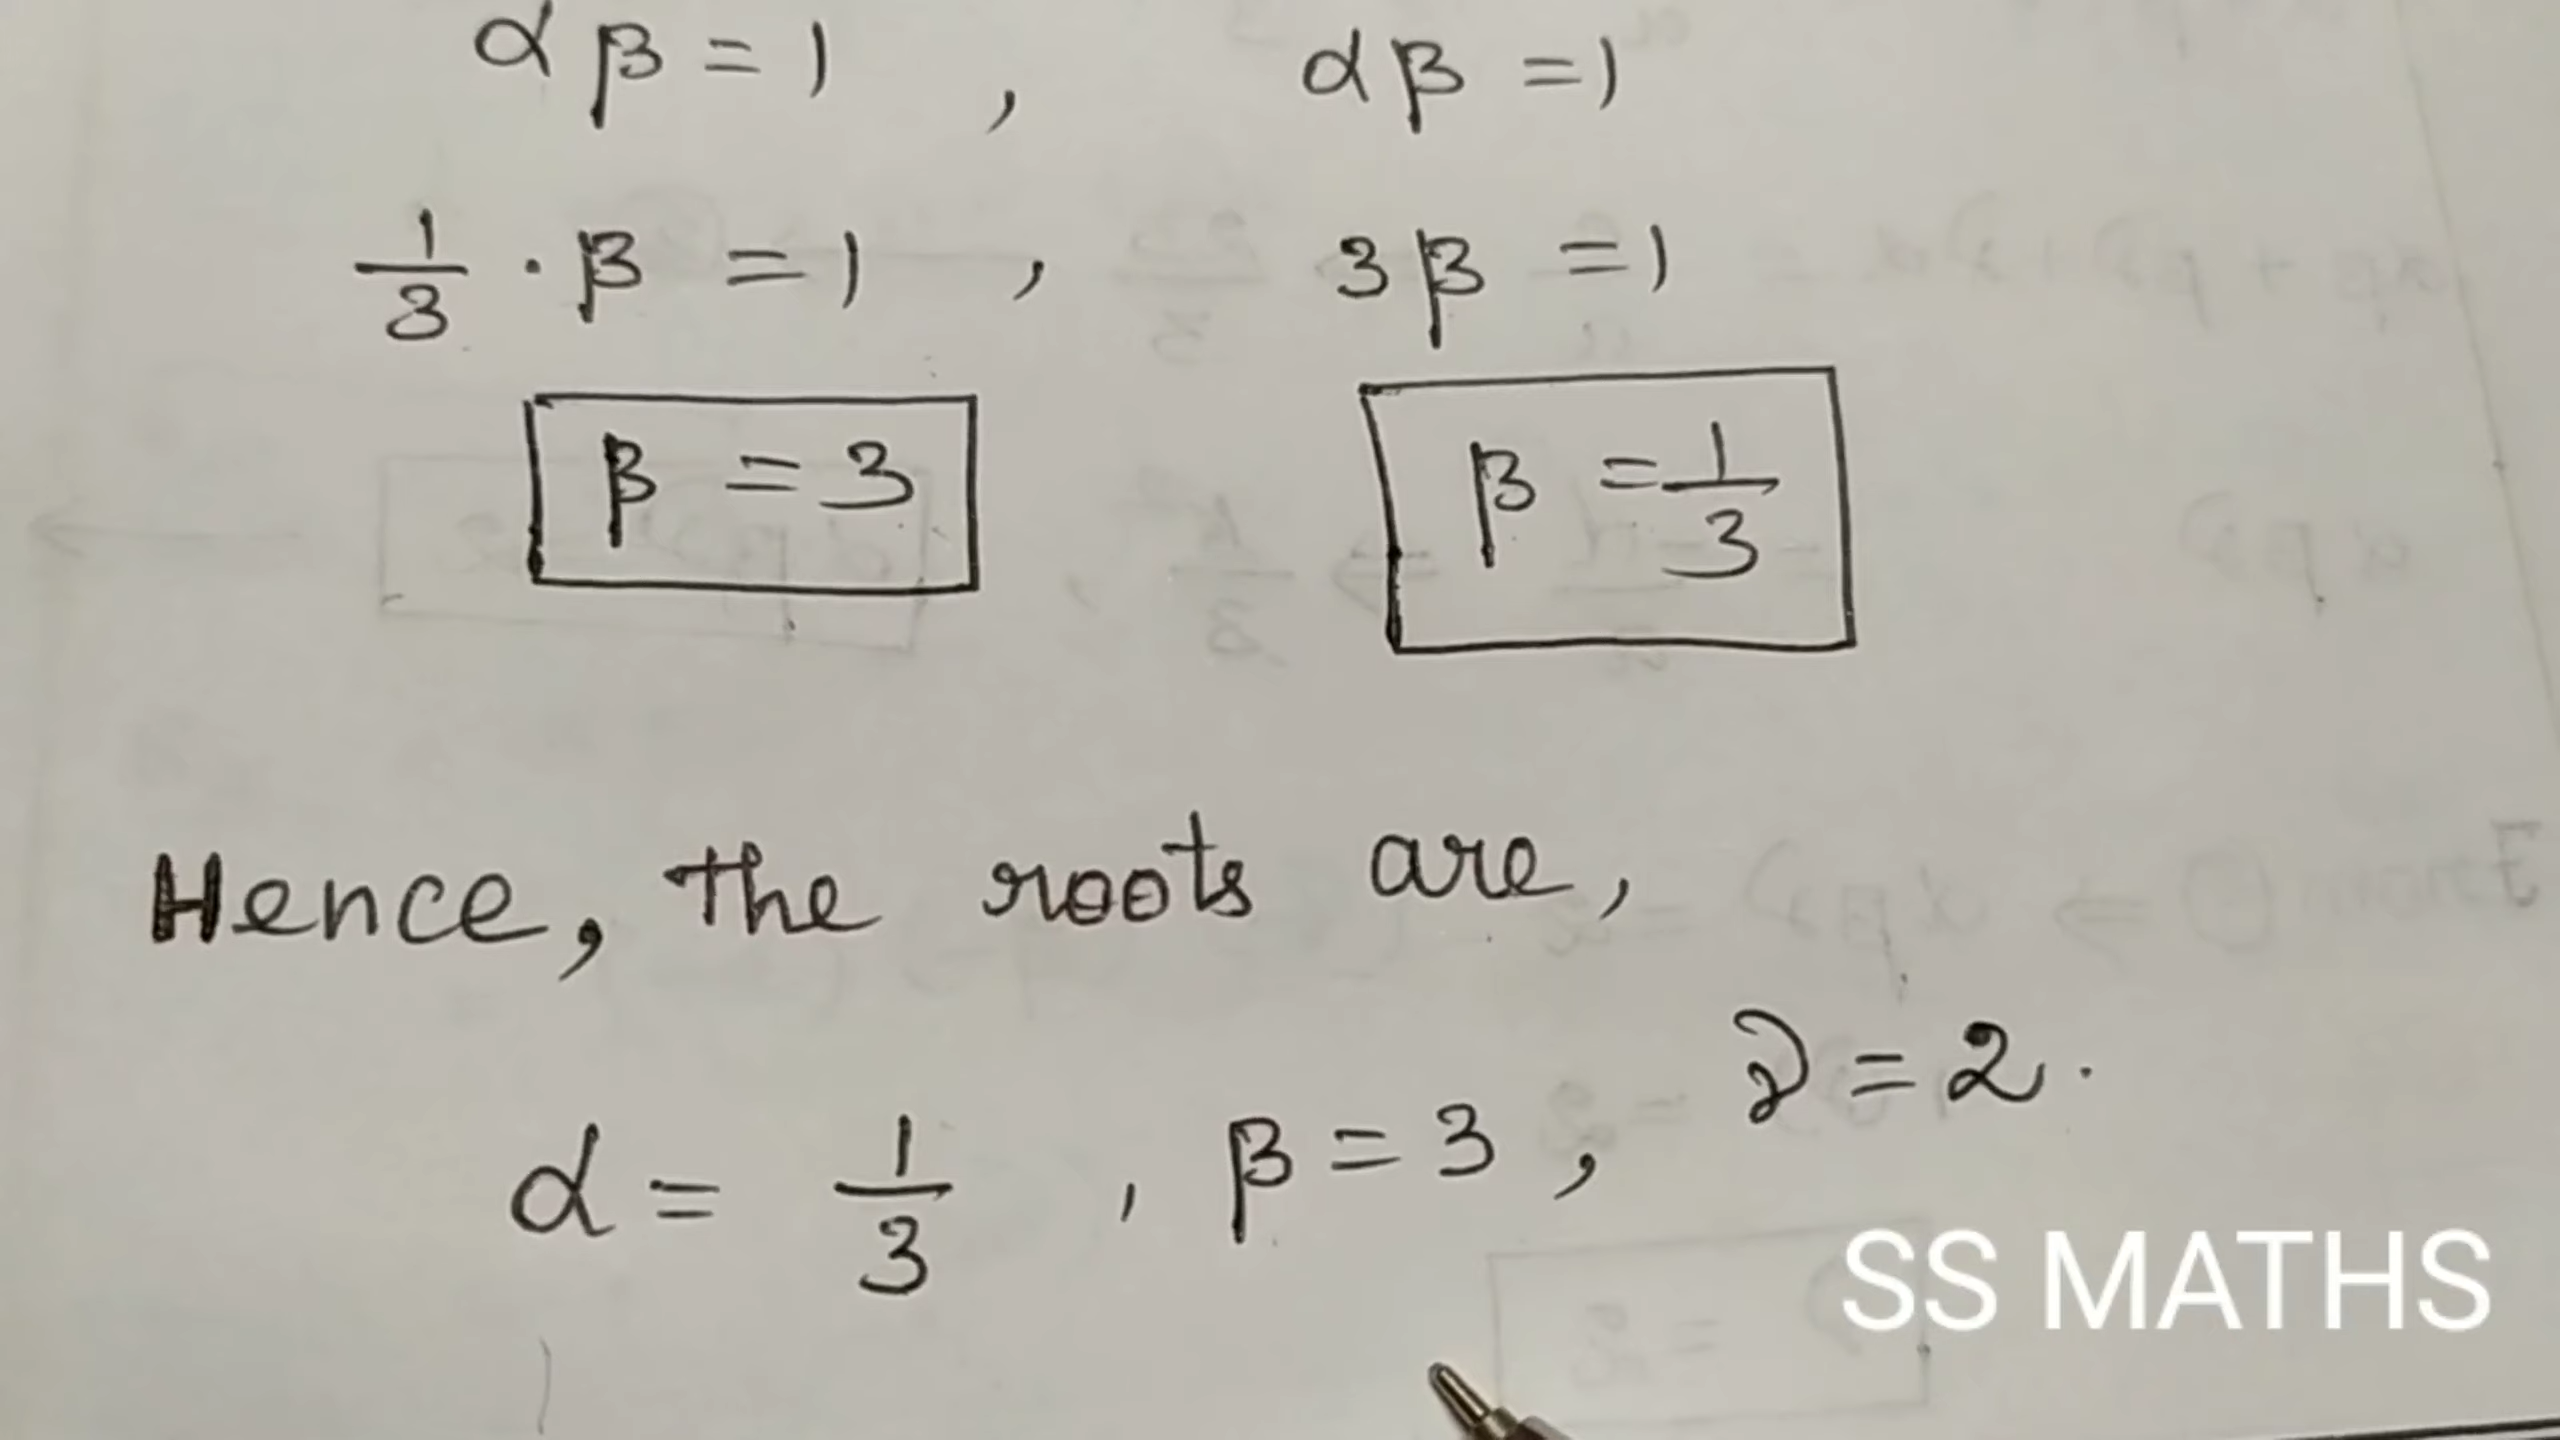 αβ = 1 , αβ = 1
1/3 · β = 1 , 3β = 1
β = 3 β = 1/3
Hence, the roots are,
α = 1/3 , β = 3 , γ = 2 .
SS MATHS